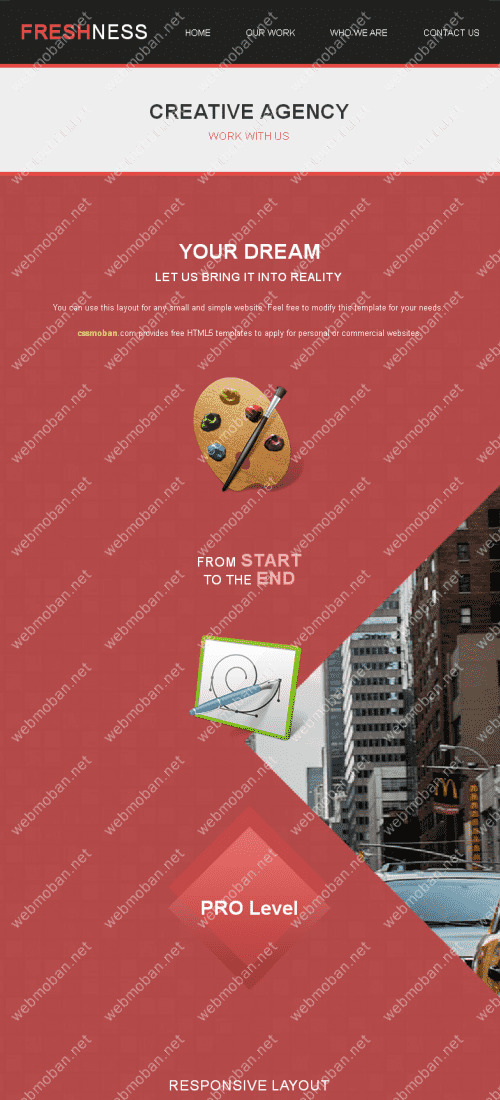 FRESHNESS
HOME OUR WORK WHO WE ARE CONTACT US
CREATIVE AGENCY
WORK WITH US
YOUR DREAM
LET US BRING IT INTO REALITY
You can use this layout for any small and simple website. Feel free to modify this template for your needs
cssmoban.com provides free HTML5 templates to apply for personal or commercial websites.
FROM START
TO THE END
PRO Level
RESPONSIVE LAYOUT
webmoban.net